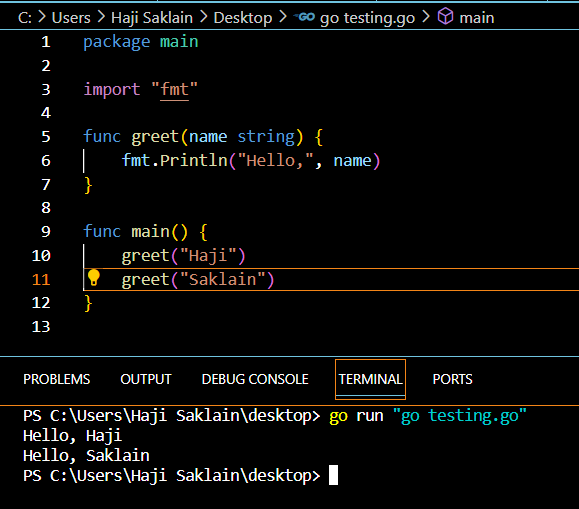 C: > Users > Haji Saklain > Desktop > GO go testing.go > main
1 package main
2
3 import "fmt"
4
5 func greet(name string) {
6 fmt.Println("Hello,", name)
7 }
8
9 func main() {
10 greet("Haji")
11 greet("Saklain")
12 }
13
PROBLEMS OUTPUT DEBUG CONSOLE TERMINAL PORTS
PS C:\Users\Haji Saklain\desktop> go run "go testing.go"
Hello, Haji
Hello, Saklain
PS C:\Users\Haji Saklain\desktop>